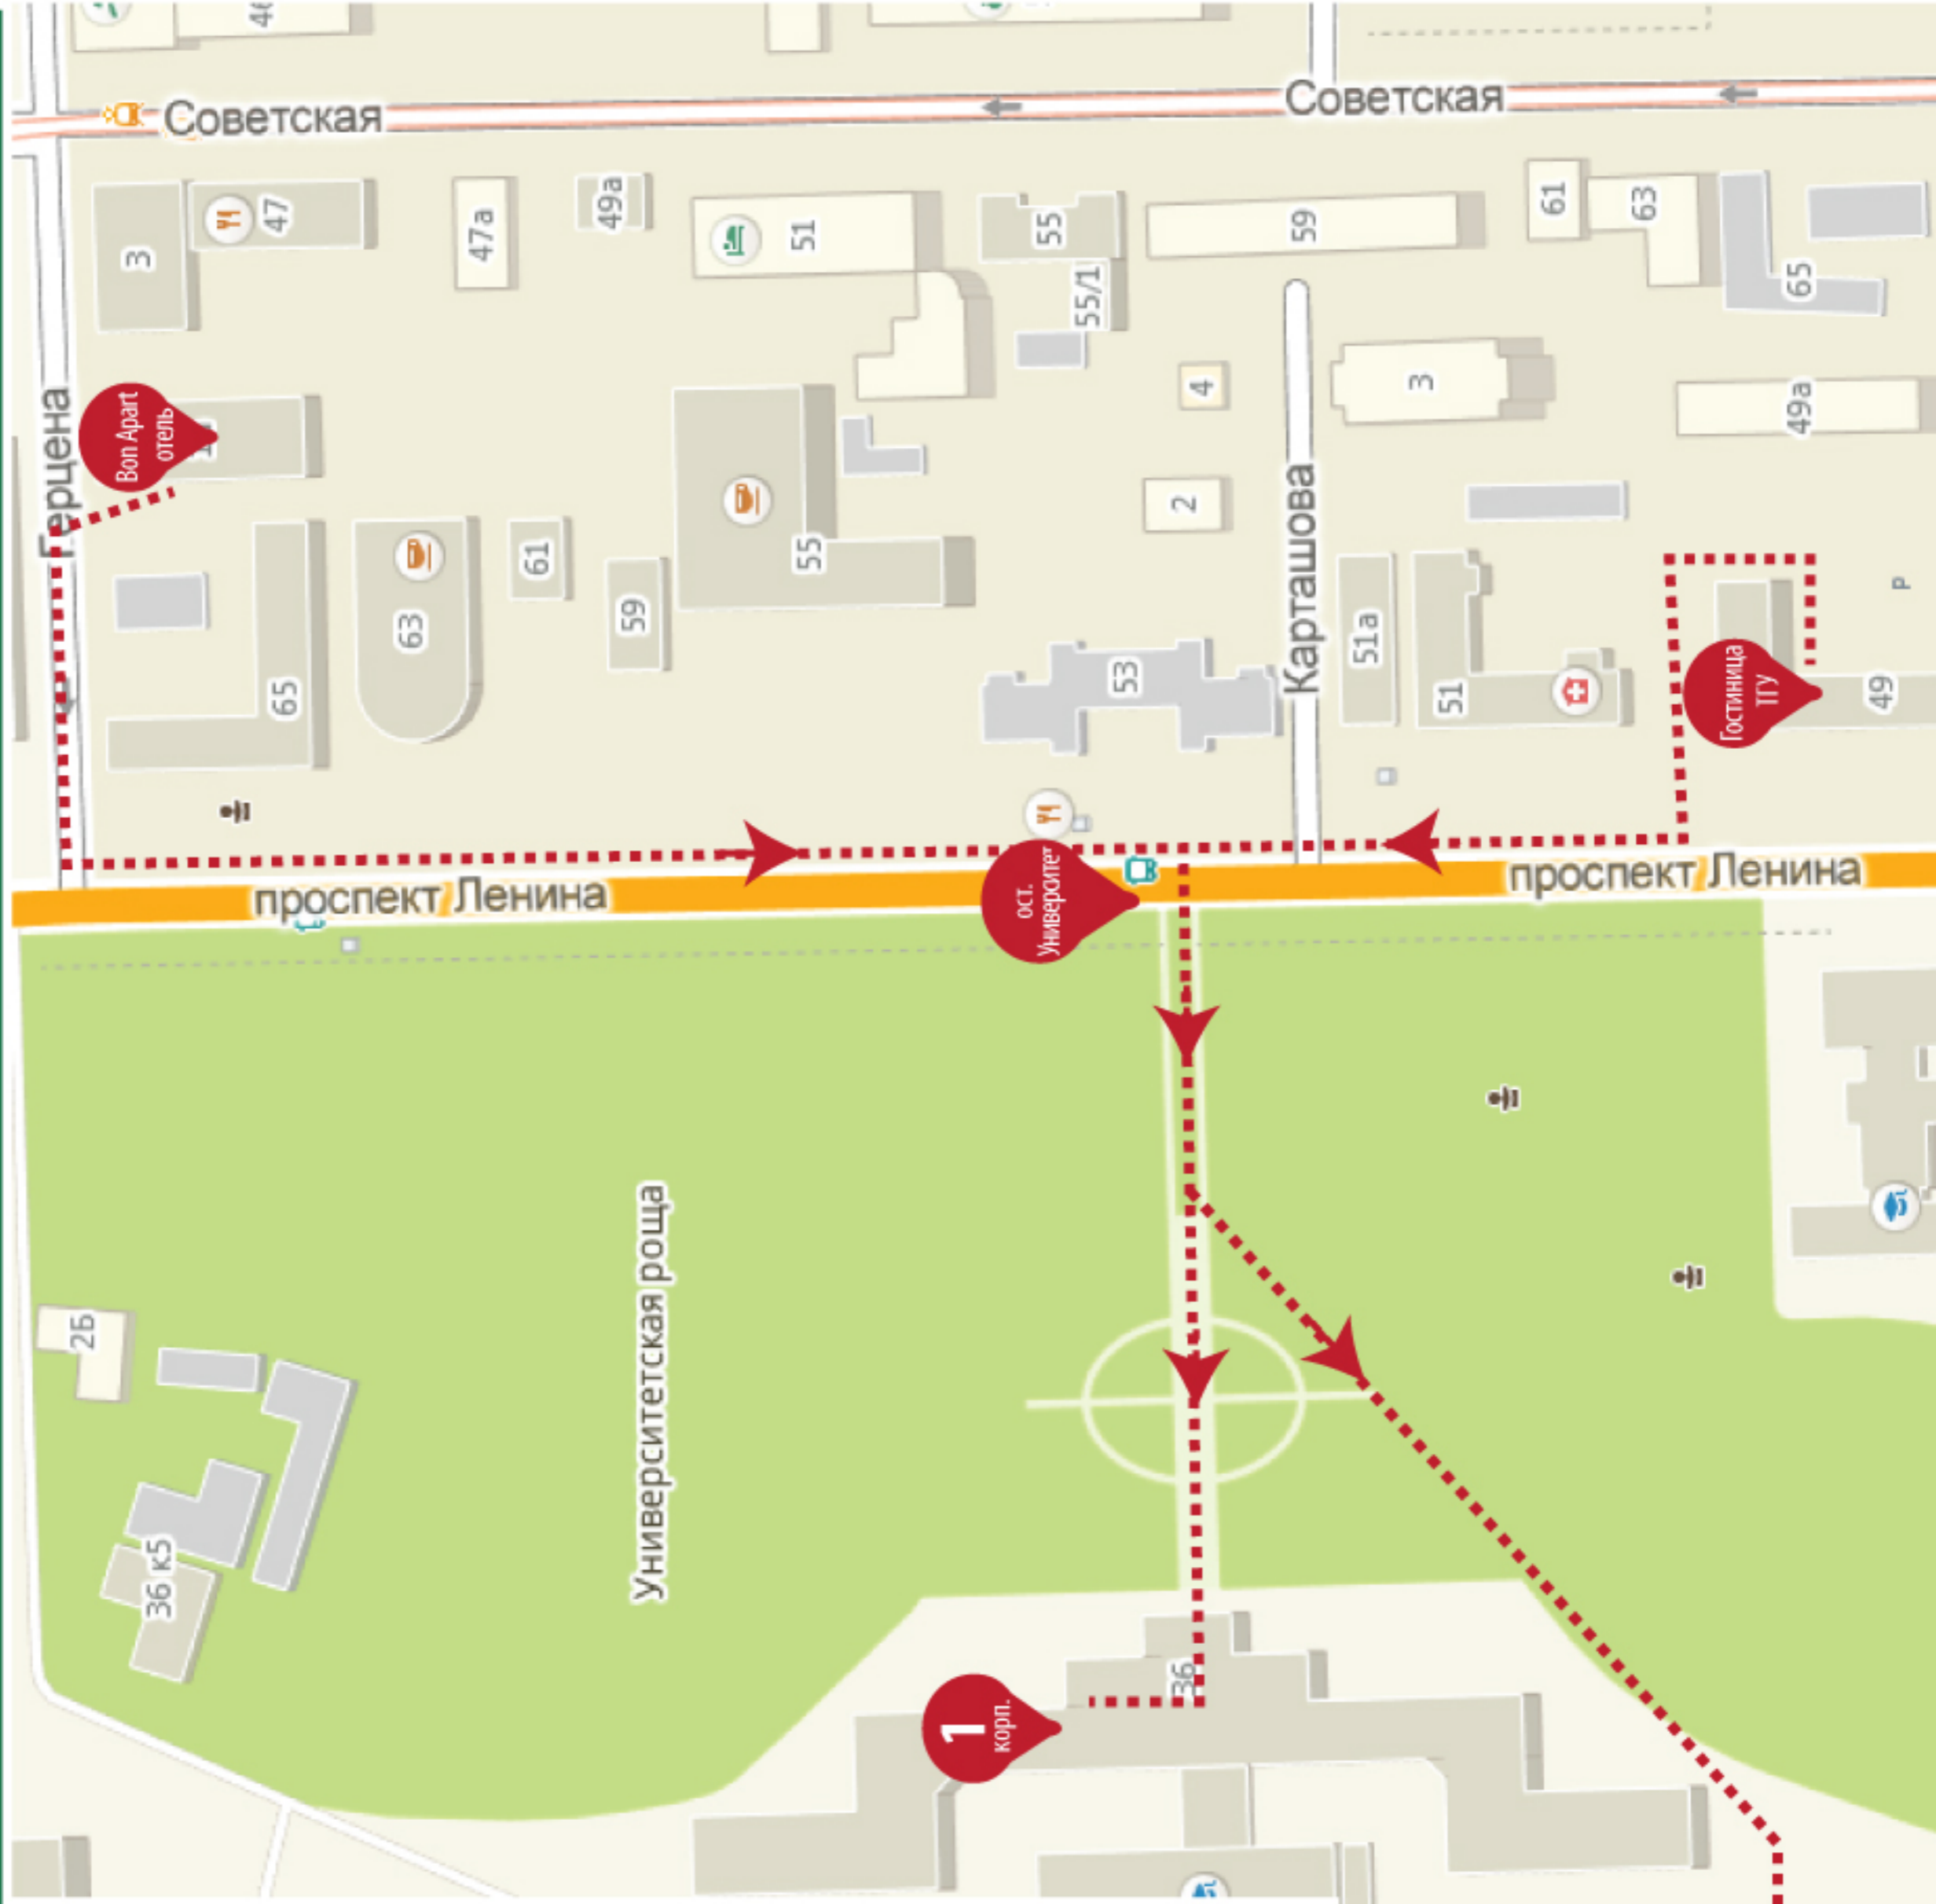 Советская
Советская
3
47
47а
49а
51
55
55/1
59
61
63
65
Герцена
Bon Apart
отель
4
3
49а
2
Карташова
55
61
63
59
65
53
51а
51
Гостиница
ТГУ
49
P
ост.
Университет
проспект Ленина
проспект Ленина
Университетская роща
2Б
36 к5
36
1
корп.